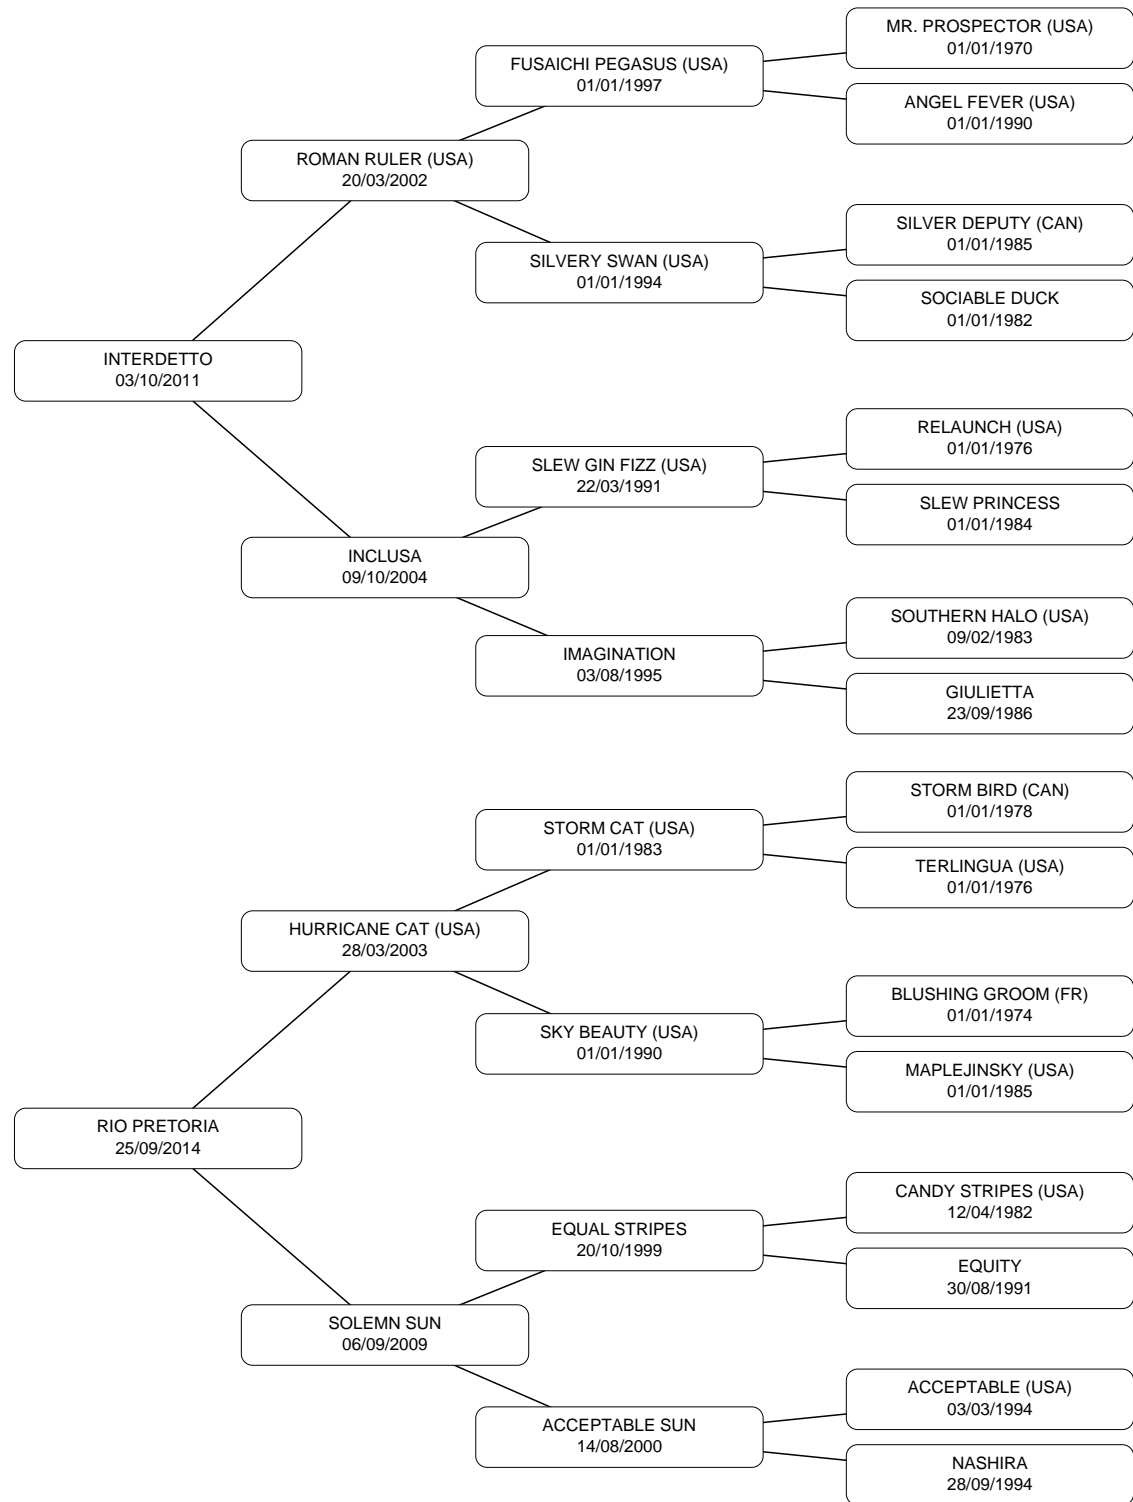 MR. PROSPECTOR (USA)
01/01/1970
FUSAICHI PEGASUS (USA)
01/01/1997
ANGEL FEVER (USA)
01/01/1990
ROMAN RULER (USA)
20/03/2002
SILVER DEPUTY (CAN)
01/01/1985
SILVERY SWAN (USA)
01/01/1994
SOCIABLE DUCK
01/01/1982
INTERDETTO
03/10/2011
RELAUNCH (USA)
01/01/1976
SLEW GIN FIZZ (USA)
22/03/1991
SLEW PRINCESS
01/01/1984
INCLUSA
09/10/2004
SOUTHERN HALO (USA)
09/02/1983
IMAGINATION
03/08/1995
GIULIETTA
23/09/1986
STORM BIRD (CAN)
01/01/1978
STORM CAT (USA)
01/01/1983
TERLINGUA (USA)
01/01/1976
HURRICANE CAT (USA)
28/03/2003
BLUSHING GROOM (FR)
01/01/1974
SKY BEAUTY (USA)
01/01/1990
MAPLEJINSKY (USA)
01/01/1985
RIO PRETORIA
25/09/2014
CANDY STRIPES (USA)
12/04/1982
EQUAL STRIPES
20/10/1999
EQUITY
30/08/1991
SOLEMN SUN
06/09/2009
ACCEPTABLE (USA)
03/03/1994
ACCEPTABLE SUN
14/08/2000
NASHIRA
28/09/1994